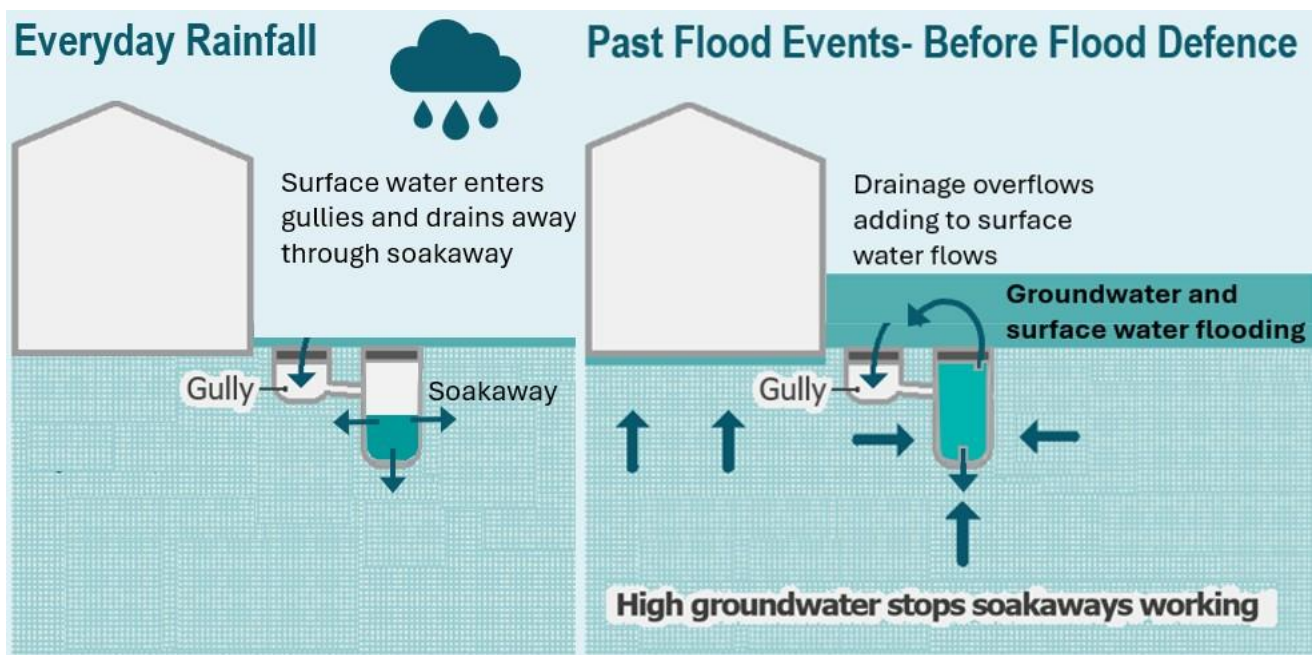 Everyday Rainfall
Surface water enters
gullies and drains away
through soakaway
Gully
Soakaway
Past Flood Events- Before Flood Defence
Drainage overflows
adding to surface
water flows
Groundwater and
surface water flooding
Gully
High groundwater stops soakaways working